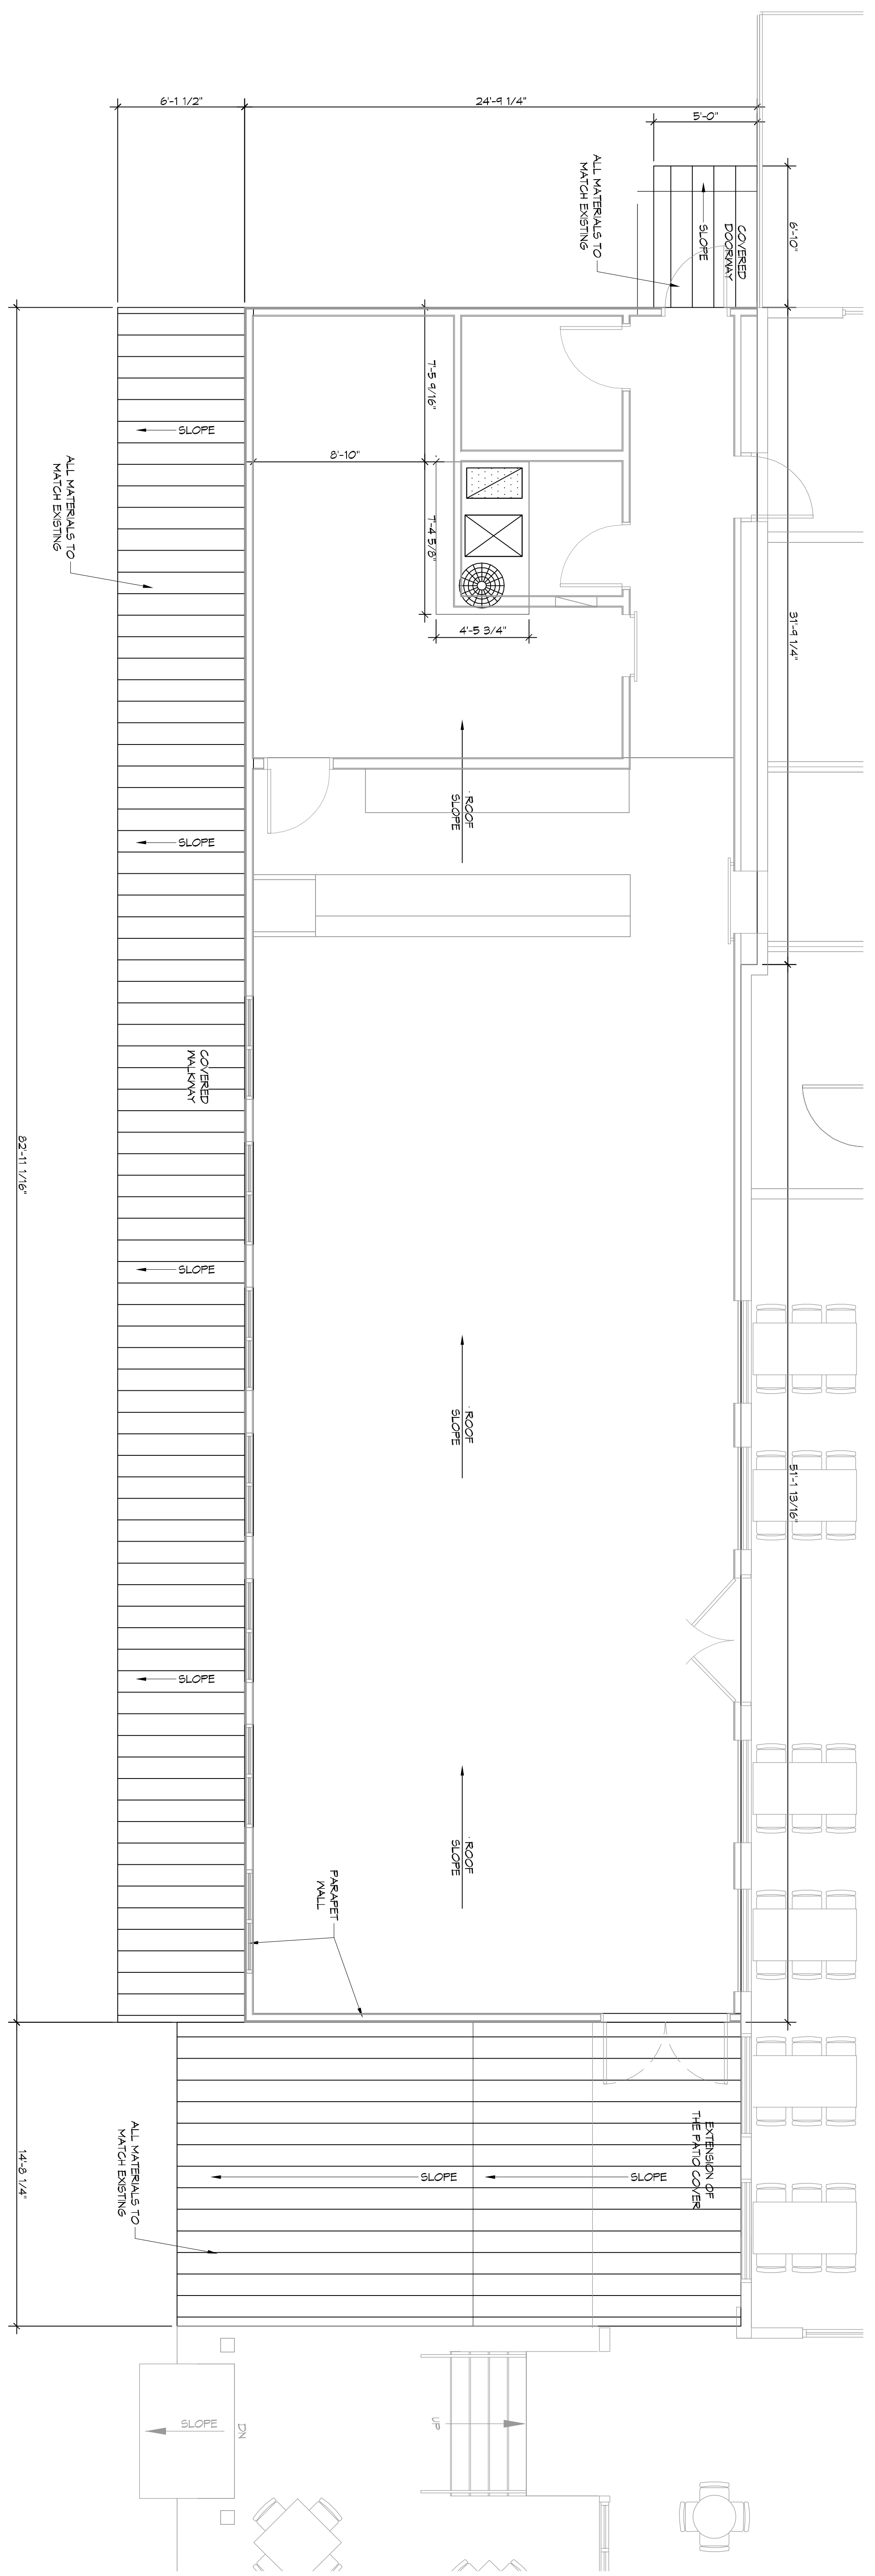 6'-1 1/2"
24'-9 1/4"
5'-0"
ALL MATERIALS TO
MATCH EXISTING
SLOPE
COVERED
DOORWAY
6'-10"
7'-5 9/16"
SLOPE
8'-10"
ALL MATERIALS TO
MATCH EXISTING
7'-4 5/8"
4'-5 3/4"
31'-9 1/4"
ROOF
SLOPE
SLOPE
COVERED
WALKWAY
82'-11 1/16"
SLOPE
ROOF
SLOPE
51'-1 13/16"
SLOPE
ROOF
SLOPE
PARAPET
WALL
EXTENSION OF
THE PATIO COVER
SLOPE
SLOPE
ALL MATERIALS TO
MATCH EXISTING
14'-8 1/4"
SLOPE
DN
UP